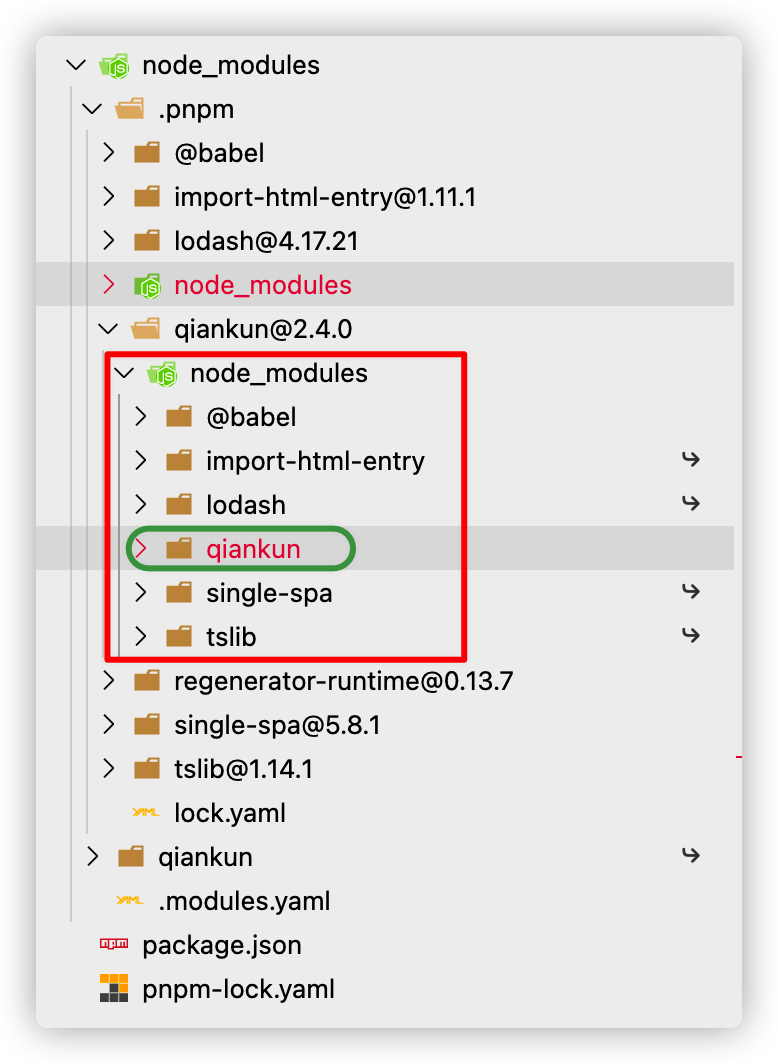 node_modules
.pnpm
@babel
import-html-entry@1.11.1
lodash@4.17.21
node_modules
qiankun@2.4.0
node_modules
@babel
import-html-entry
lodash
qiankun
single-spa
tslib
regenerator-runtime@0.13.7
single-spa@5.8.1
tslib@1.14.1
lock.yaml
qiankun
.modules.yaml
package.json
pnpm-lock.yaml